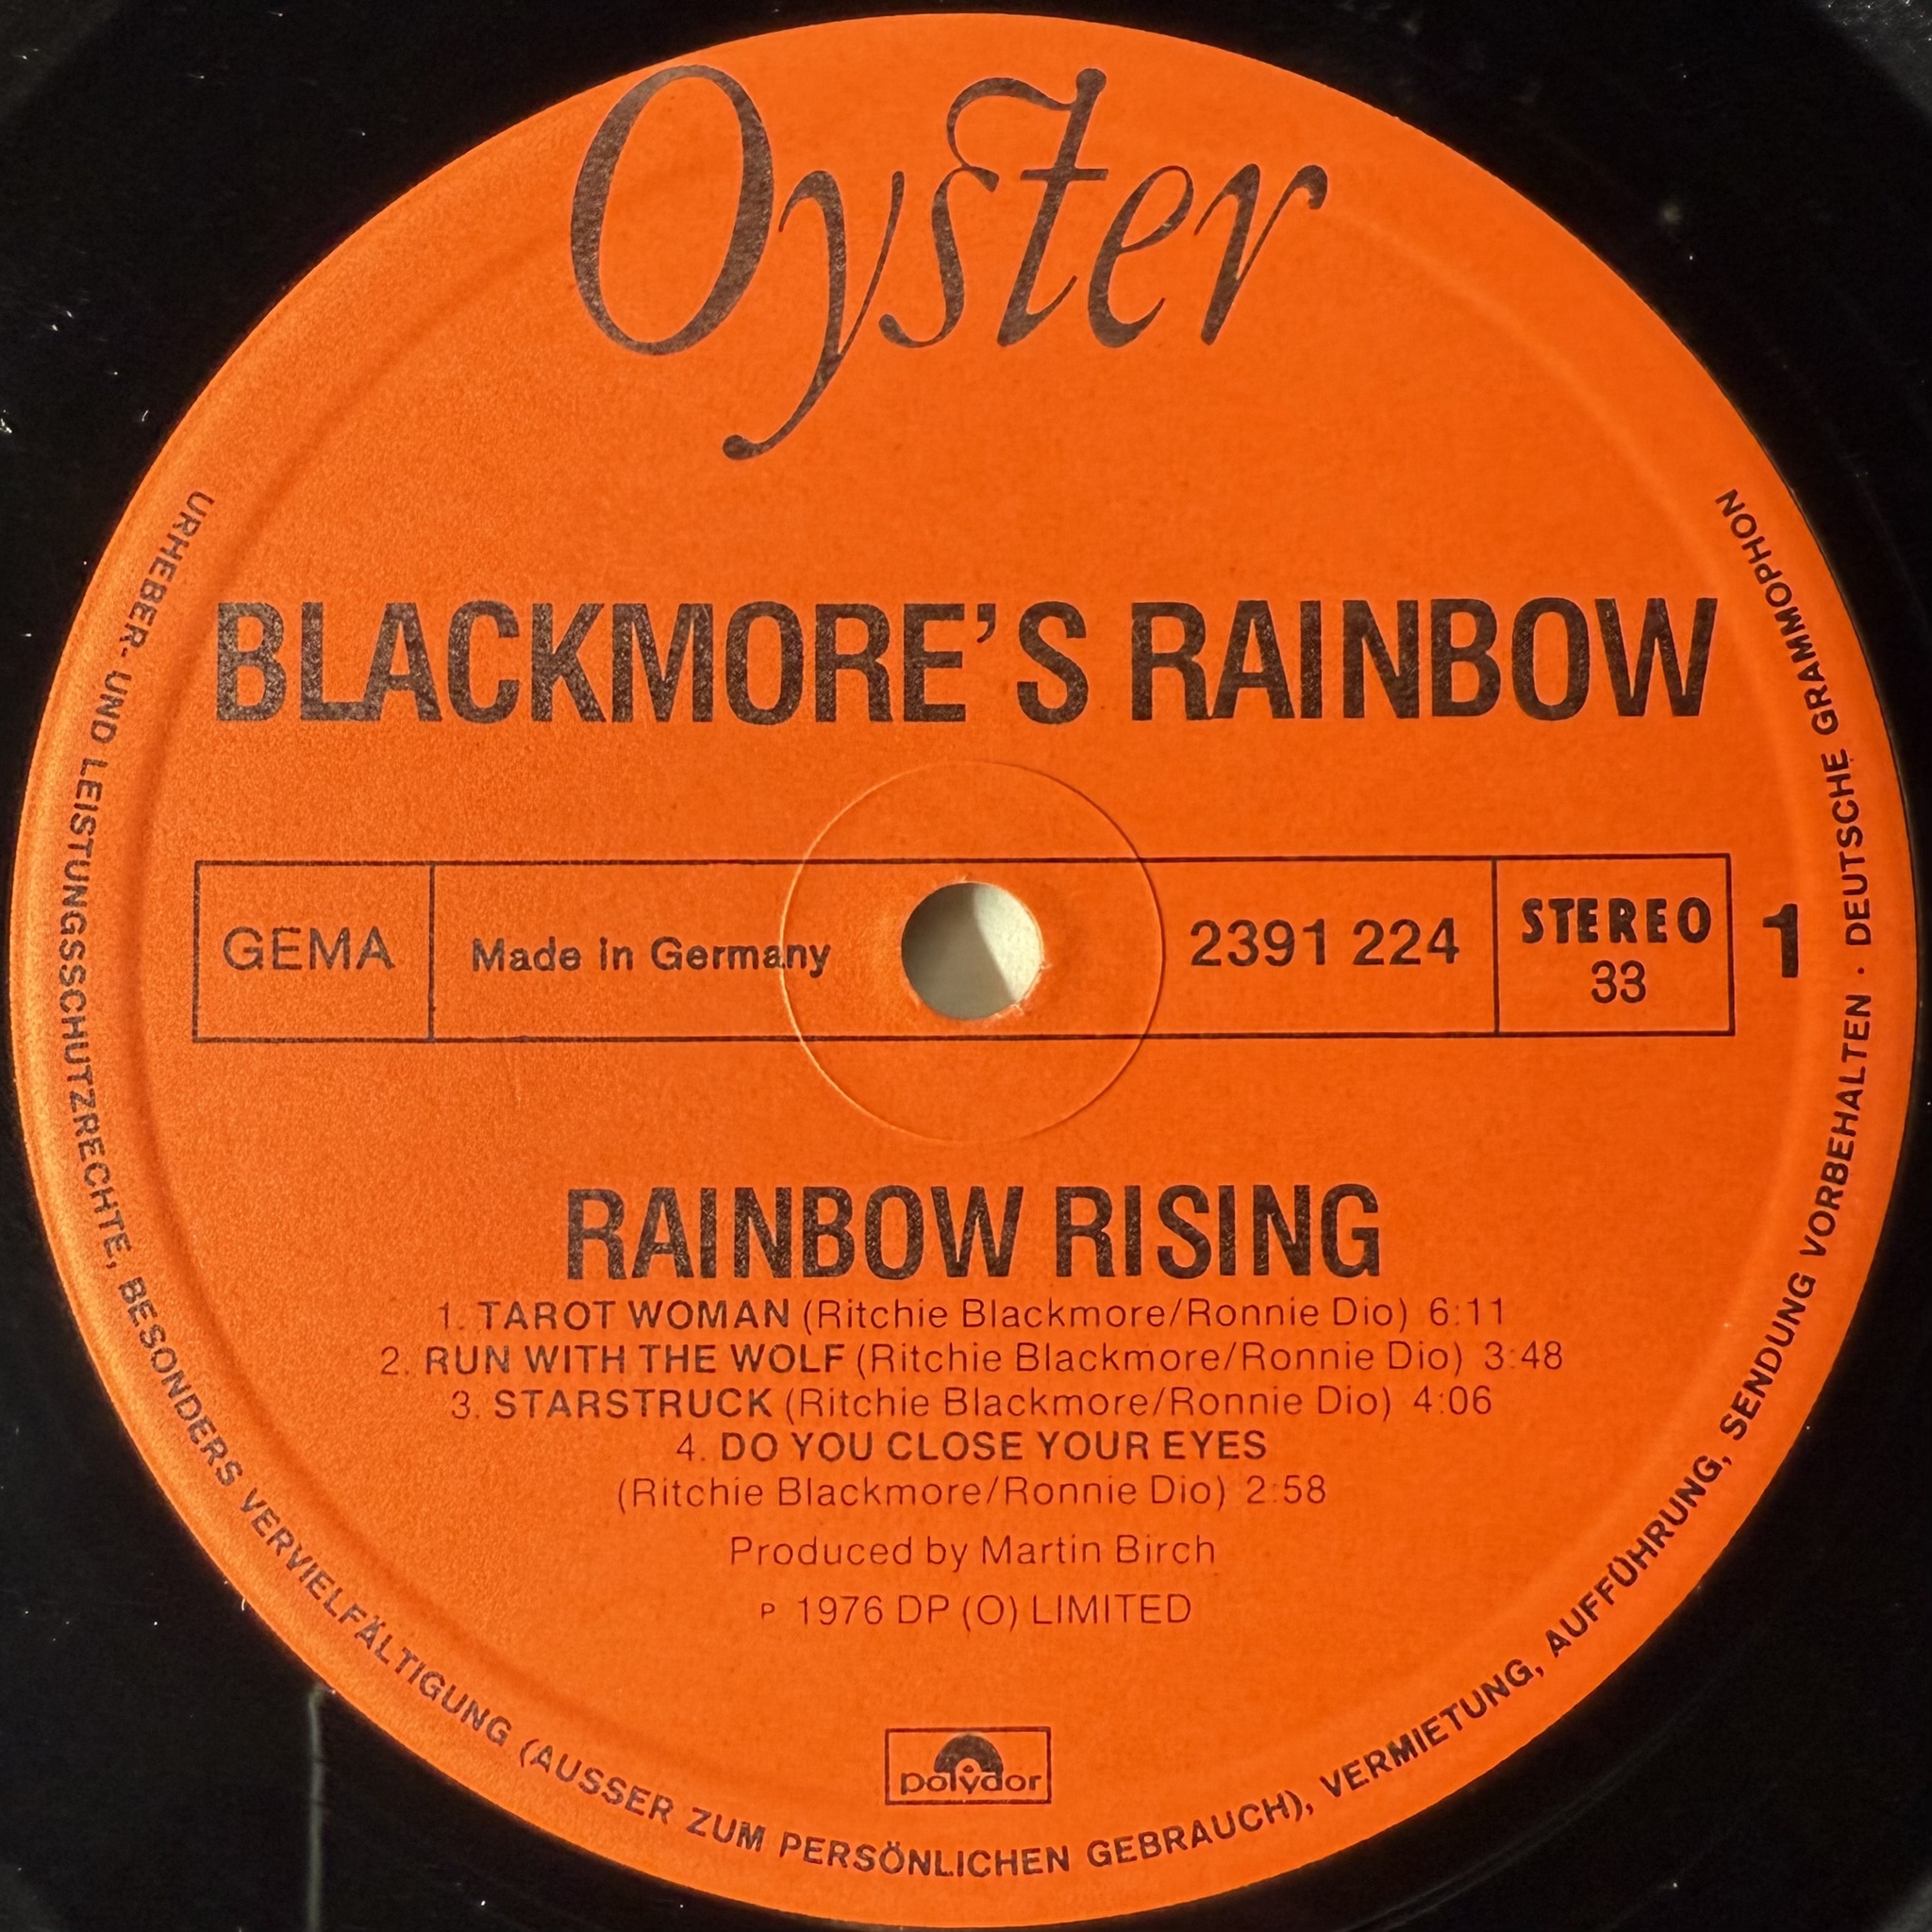 Oyster
BLACKMORE'S RAINBOW
GEMA
Made in Germany
2391 224
STEREO
33
1
RAINBOW RISING
1. TAROT WOMAN (Ritchie Blackmore/Ronnie Dio) 6:11
2. RUN WITH THE WOLF (Ritchie Blackmore/Ronnie Dio) 3:48
3. STARSTRUCK (Ritchie Blackmore/Ronnie Dio) 4:06
4. DO YOU CLOSE YOUR EYES
(Ritchie Blackmore/Ronnie Dio) 2:58
Produced by Martin Birch
P 1976 DP (O) LIMITED
polydor
URHEBER- UND LEISTUNGSSCHUTZRECHTE, BESONDERS VERVIELFÄLTIGUNG (AUSSER ZUM PERSÖNLICHEN GEBRAUCH), VERMIETUNG, AUFFÜHRUNG, SENDUNG VORBEHALTEN · DEUTSCHE GRAMMOPHON